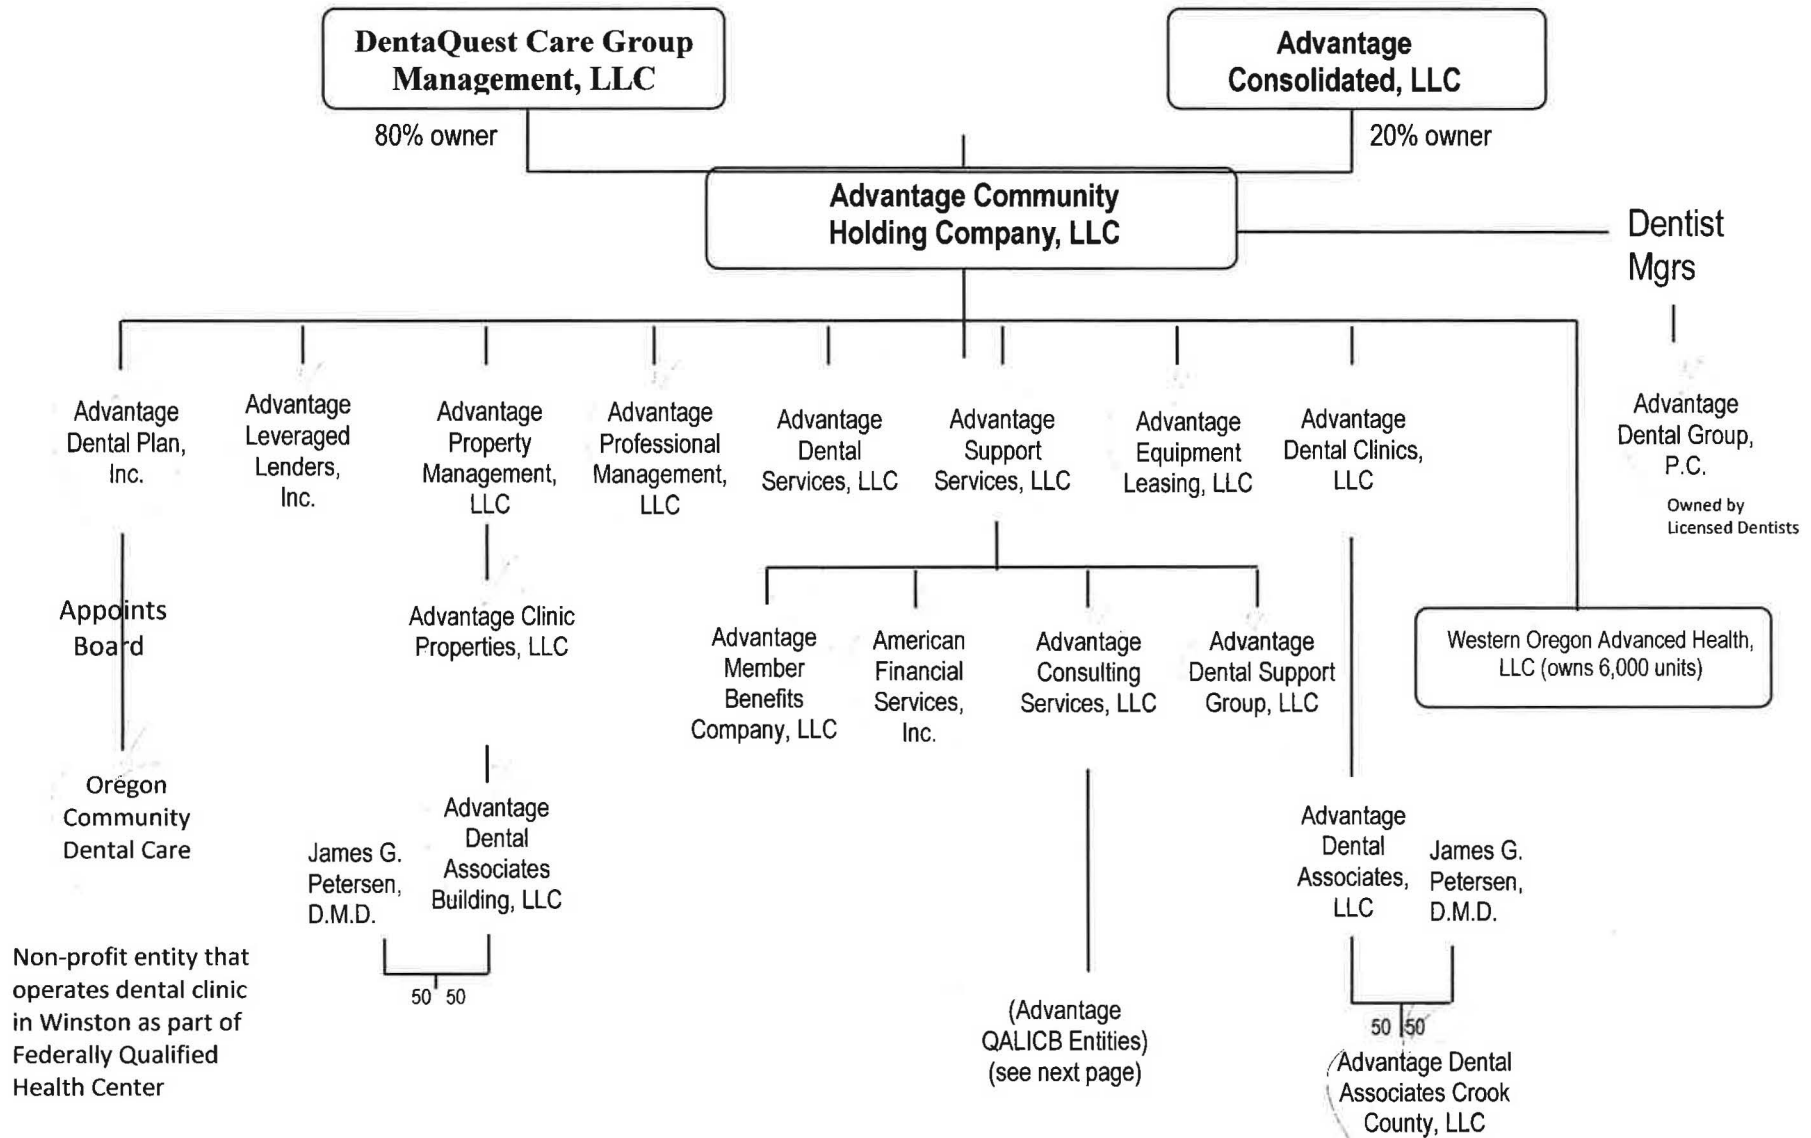 DentaQuest Care Group
Management, LLC
Advantage
Consolidated, LLC
80% owner
20% owner
Advantage Community
Holding Company, LLC
Dentist
Mgrs
Advantage
Dental Plan,
Inc.
Advantage
Leveraged
Lenders,
Inc.
Advantage
Property
Management,
LLC
Advantage
Professional
Management,
LLC
Advantage
Dental
Services, LLC
Advantage
Support
Services, LLC
Advantage
Equipment
Leasing, LLC
Advantage
Dental Clinics,
LLC
Advantage
Dental Group,
P.C.
Owned by
Licensed Dentists
Appoints
Board
Advantage Clinic
Properties, LLC
Advantage
Member
Benefits
Company, LLC
American
Financial
Services,
Inc.
Advantage
Consulting
Services, LLC
Advantage
Dental Support
Group, LLC
Western Oregon Advanced Health,
LLC (owns 6,000 units)
Oregon
Community
Dental Care
James G.
Petersen,
D.M.D.
Advantage
Dental
Associates
Building, LLC
Advantage
Dental
Associates,
LLC
James G.
Petersen,
D.M.D.
Non-profit entity that
operates dental clinic
in Winston as part of
Federally Qualified
Health Center
50 50
(Advantage
QALICB Entities)
(see next page)
50 50
Advantage Dental
Associates Crook
County, LLC